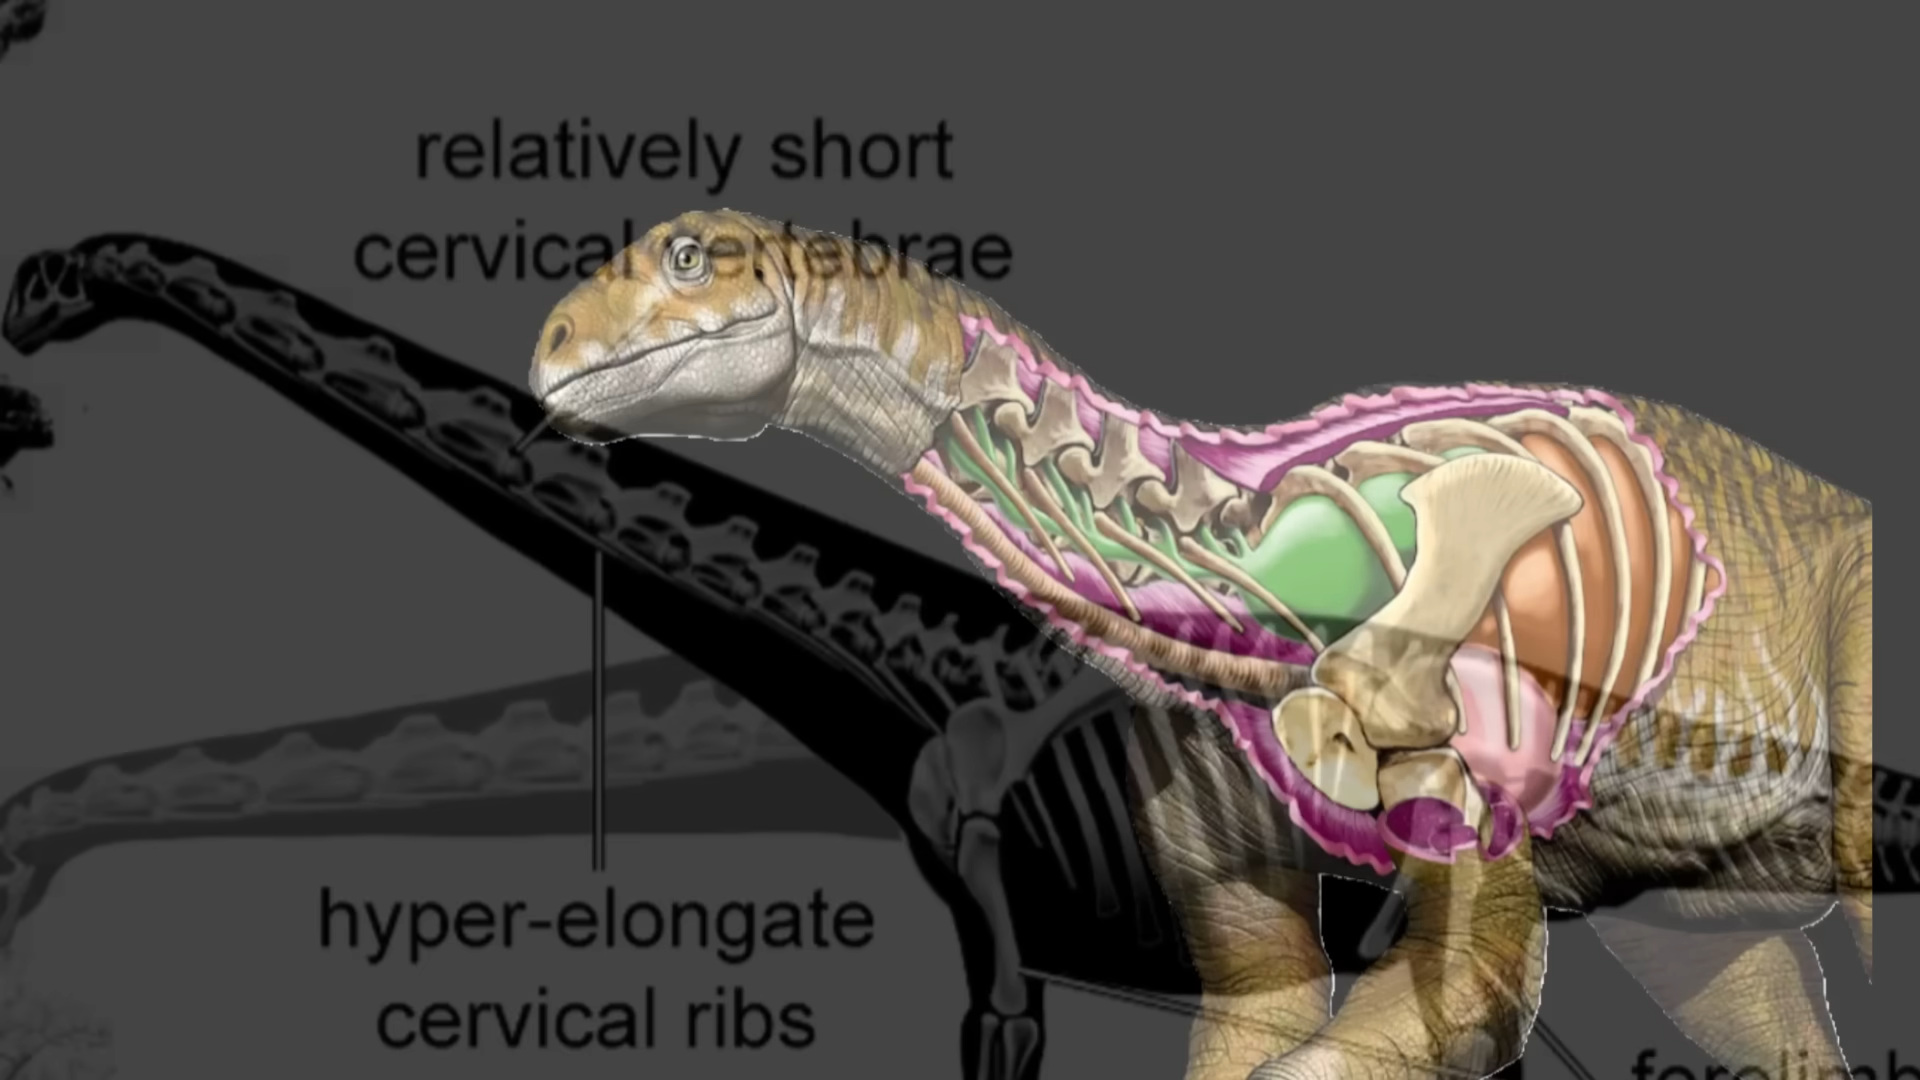 relatively short
cervical vertebrae
hyper-elongate
cervical ribs